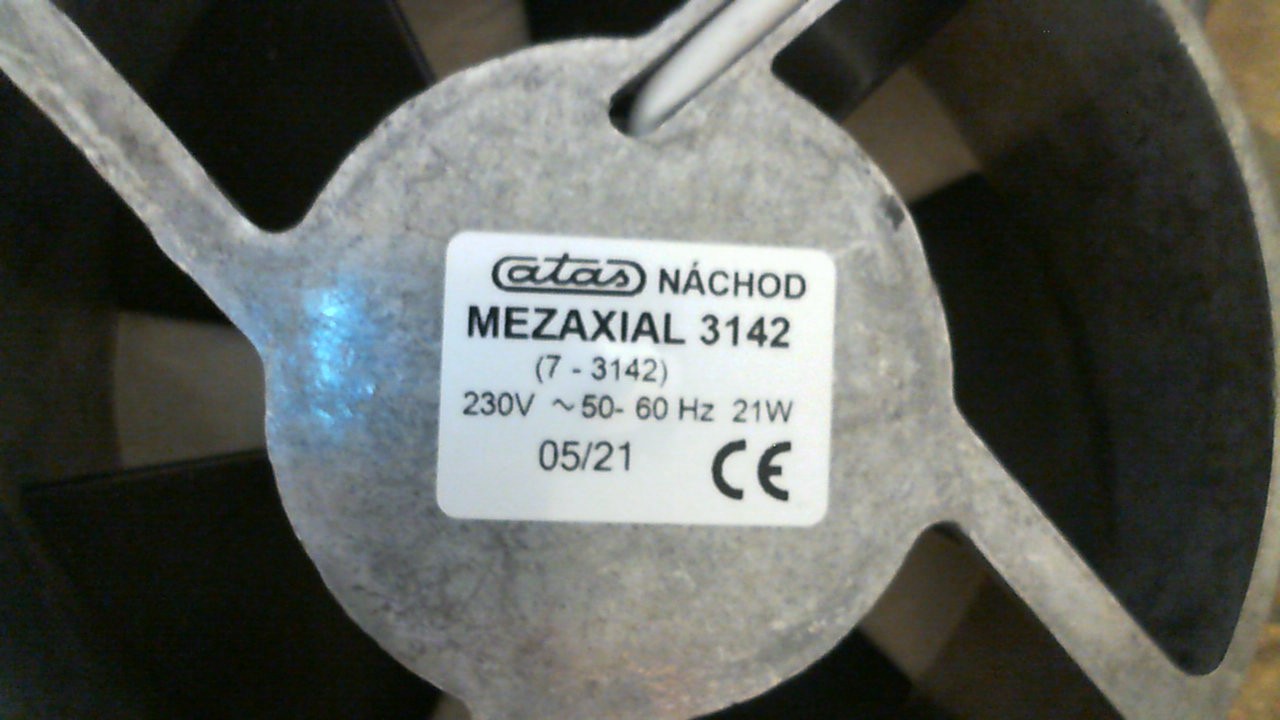 atas NÁCHOD
MEZAXIAL 3142
(7 - 3142)
230V ~ 50- 60 Hz 21W
05/21 CE